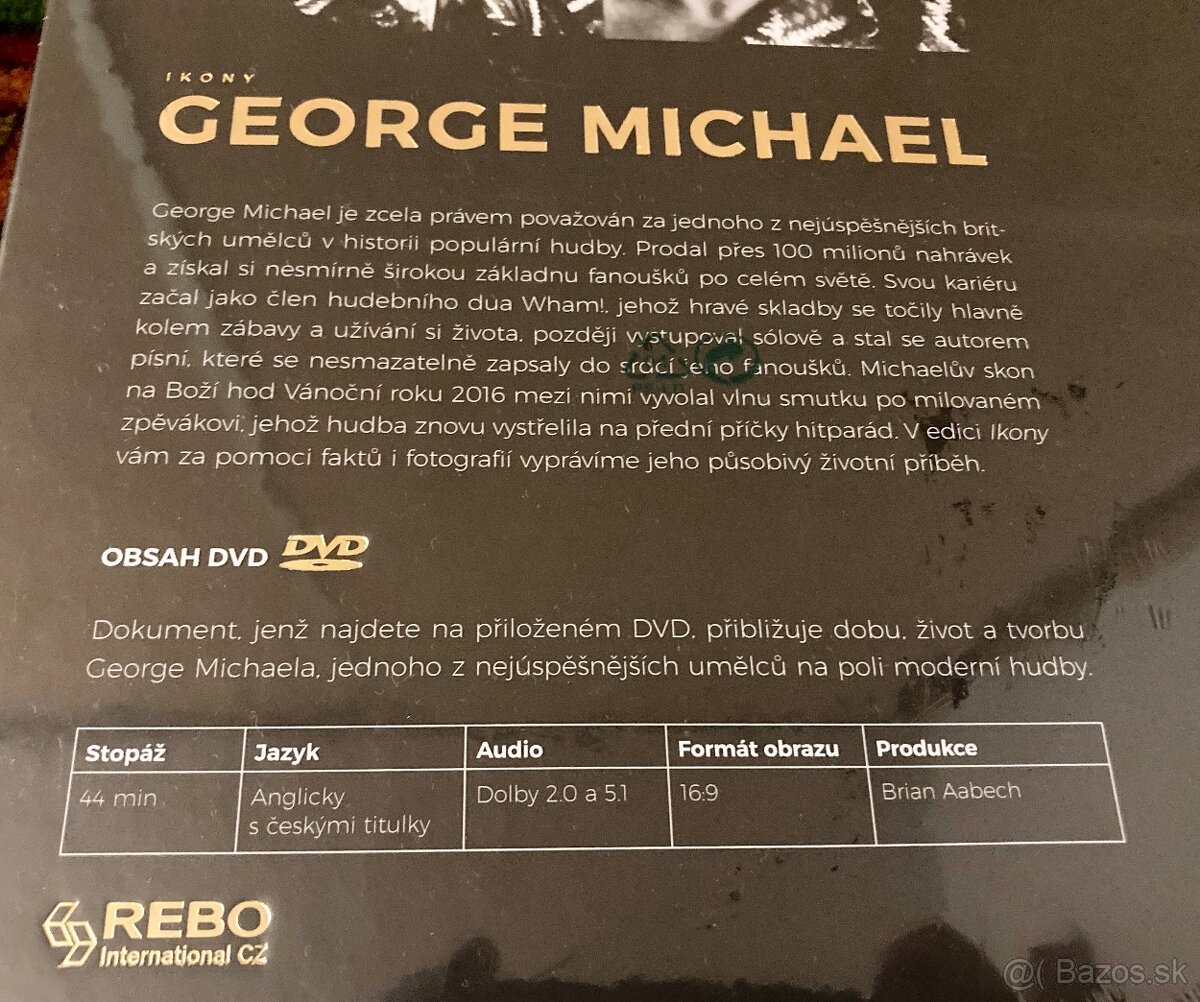 IKONY
GEORGE MICHAEL
George Michael je zcela právem považován za jednoho z nejúspěšnějších brit-
ských umělců v historii populární hudby. Prodal přes 100 milionů nahrávek
a získal si nesmírně širokou základnu fanoušků po celém světě. Svou kariéru
začal jako člen hudebního dua Wham!, jehož hravé skladby se točily hlavně
kolem zábavy a užívání si života, později vystupoval sólově a stal se autorem
písní, které se nesmazatelně zapsaly do srdcí jeho fanoušků. Michaelův skon
na Boží hod Vánoční roku 2016 mezi nimi vyvolal vlnu smutku po milovaném
zpěvákovi, jehož hudba znovu vystřelila na přední příčky hitparád. V edici Ikony
vám za pomoci faktů i fotografií vyprávíme jeho působivý životní příběh.
OBSAH DVD DVD
Dokument, jenž najdete na přiloženém DVD, přibližuje dobu, život a tvorbu
George Michaela, jednoho z nejúspěšnějších umělců na poli moderní hudby.
Stopáž Jazyk Audio Formát obrazu Produkce
44 min Anglicky Dolby 2.0 a 5.1 16:9 Brian Aabech
s českými titulky
REBO
International CZ
@( Bazos.sk